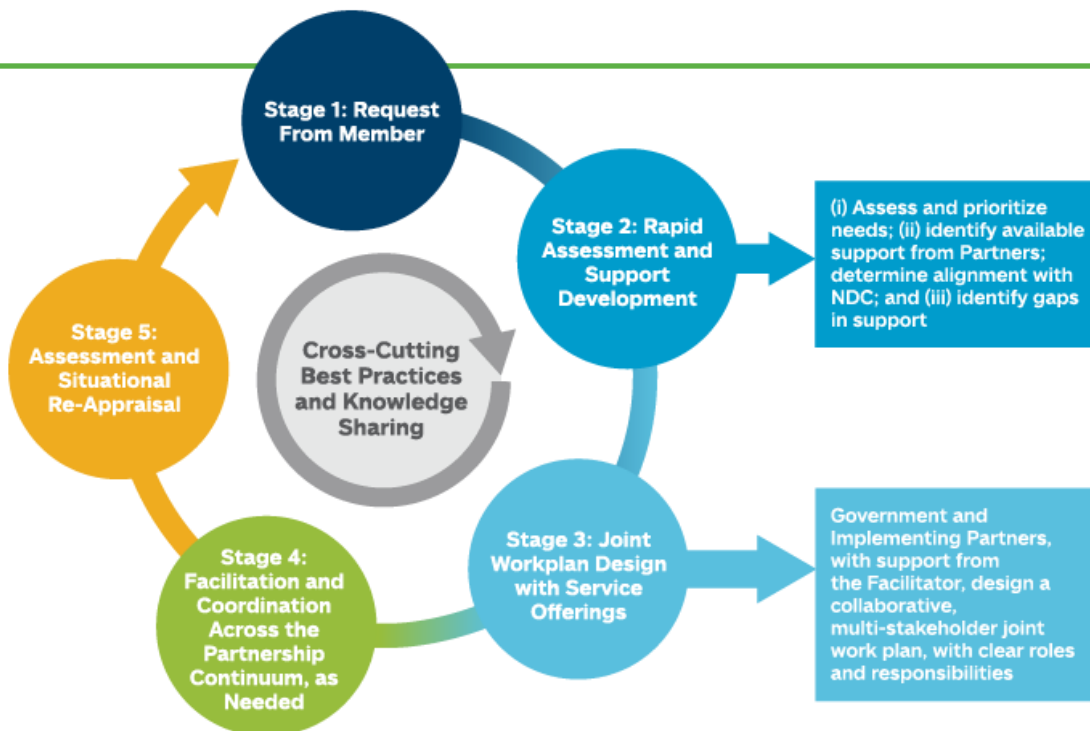 Stage 1: Request
From Member
Stage 2: Rapid
Assessment and
Support
Development
(i) Assess and prioritize
needs; (ii) identify available
support from Partners;
determine alignment with
NDC; and (iii) identify gaps
in support
Stage 3: Joint
Workplan Design
with Service
Offerings
Government and
Implementing Partners,
with support from
the Facilitator, design a
collaborative,
multi-stakeholder joint
work plan, with clear roles
and responsibilities
Stage 4:
Facilitation and
Coordination
Across the
Partnership
Continuum, as
Needed
Stage 5:
Assessment and
Situational
Re-Appraisal
Cross-Cutting
Best Practices
and Knowledge
Sharing